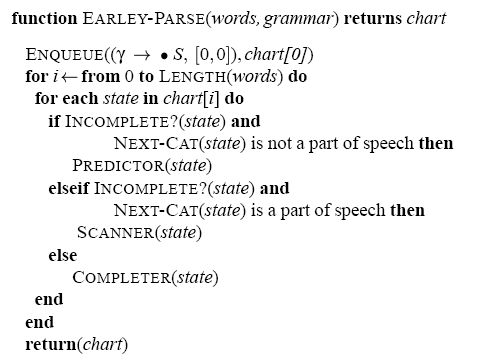 function EARLEY-PARSE(words, grammar) returns chart
ENQUEUE((γ → • S, [0,0]), chart[0])
for i ← from 0 to LENGTH(words) do
for each state in chart[i] do
if INCOMPLETE?(state) and
NEXT-CAT(state) is not a part of speech then
PREDICTOR(state)
elseif INCOMPLETE?(state) and
NEXT-CAT(state) is a part of speech then
SCANNER(state)
else
COMPLETER(state)
end
end
return(chart)